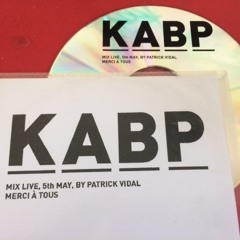 KABP
MIX LIVE, 5th MAY, BY PATRICK VIDAL
MERCI À TOUS
KABP
MIX LIVE, 5th MAY, BY PATRICK VIDAL
MERCI À TOUS